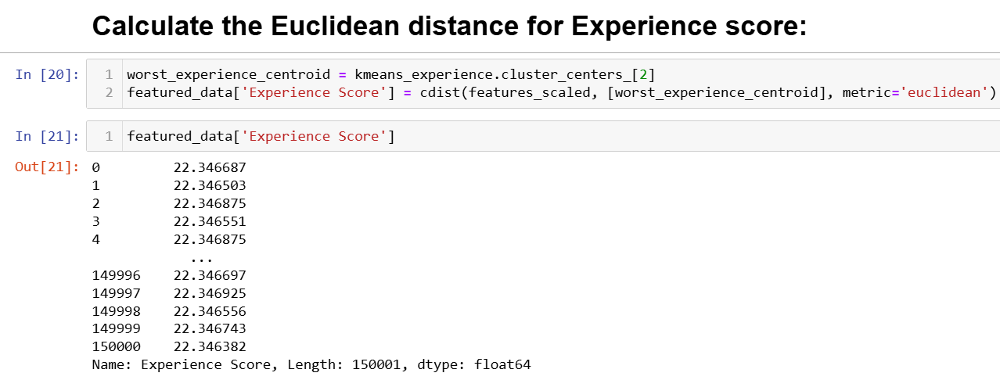 Calculate the Euclidean distance for Experience score:
In [20]: 1 worst_experience_centroid = kmeans_experience.cluster_centers_[2]
2 featured_data['Experience Score'] = cdist(features_scaled, [worst_experience_centroid], metric='euclidean')
In [21]: 1 featured_data['Experience Score']
Out[21]: 0 22.346687
1 22.346503
2 22.346875
3 22.346551
4 22.346875
...
149996 22.346697
149997 22.346925
149998 22.346556
149999 22.346743
150000 22.346382
Name: Experience Score, Length: 150001, dtype: float64